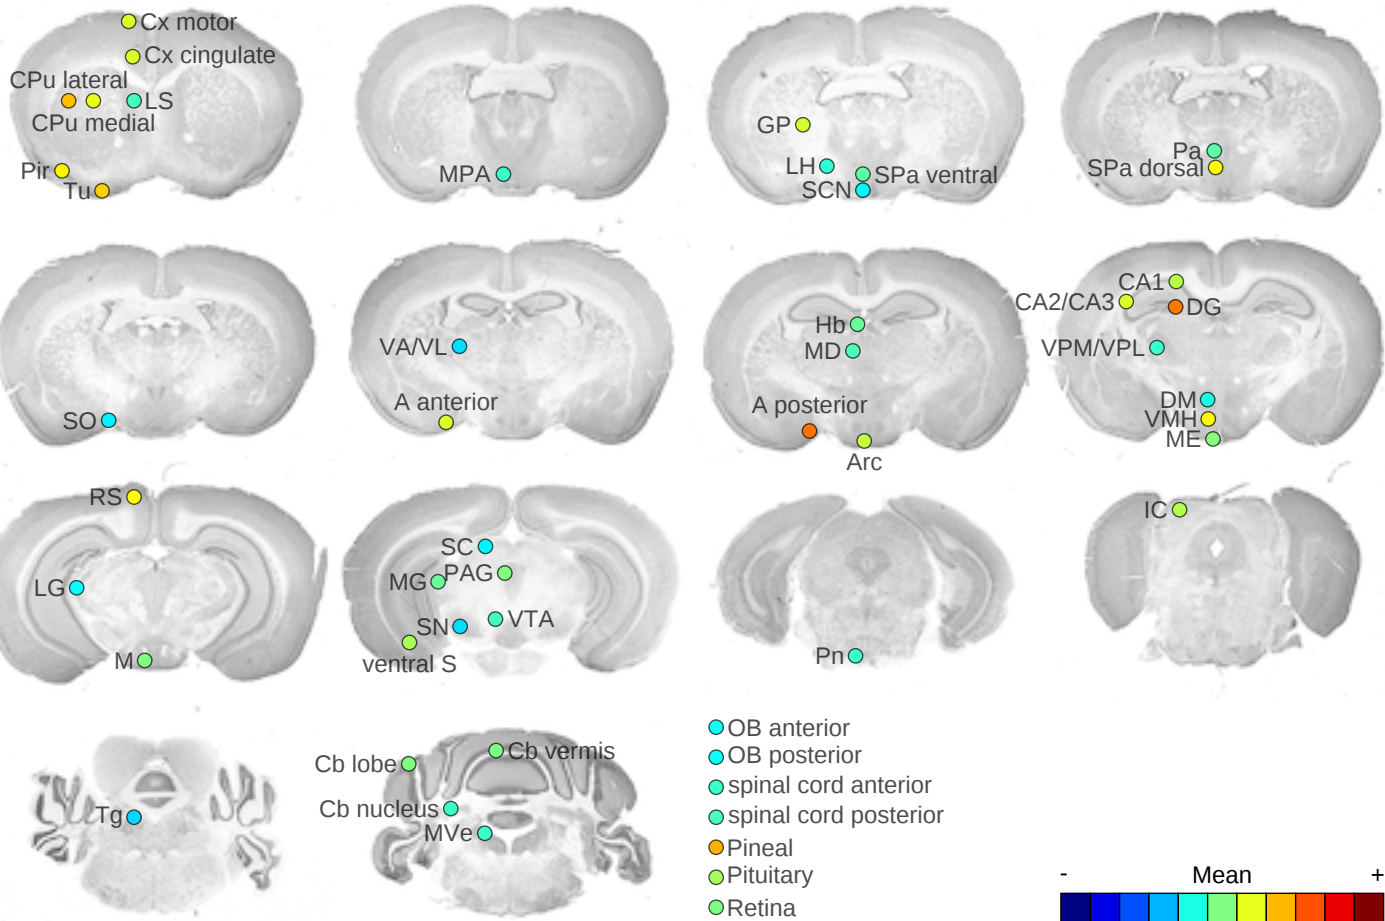 Cx motor
Cx cingulate
CPu lateral
LS
CPu medial
Pir
Tu
MPA
GP
LH
SPa ventral
SCN
Pa
SPa dorsal
SO
VA/VL
A anterior
Hb
MD
A posterior
Arc
CA1
CA2/CA3
DG
VPM/VPL
DM
VMH
ME
RS
LG
M
SC
PAG
MG
VTA
SN
ventral S
Pn
IC
Tg
Cb vermis
Cb lobe
Cb nucleus
MVe
OB anterior
OB posterior
spinal cord anterior
spinal cord posterior
Pineal
Pituitary
Retina
- Mean +